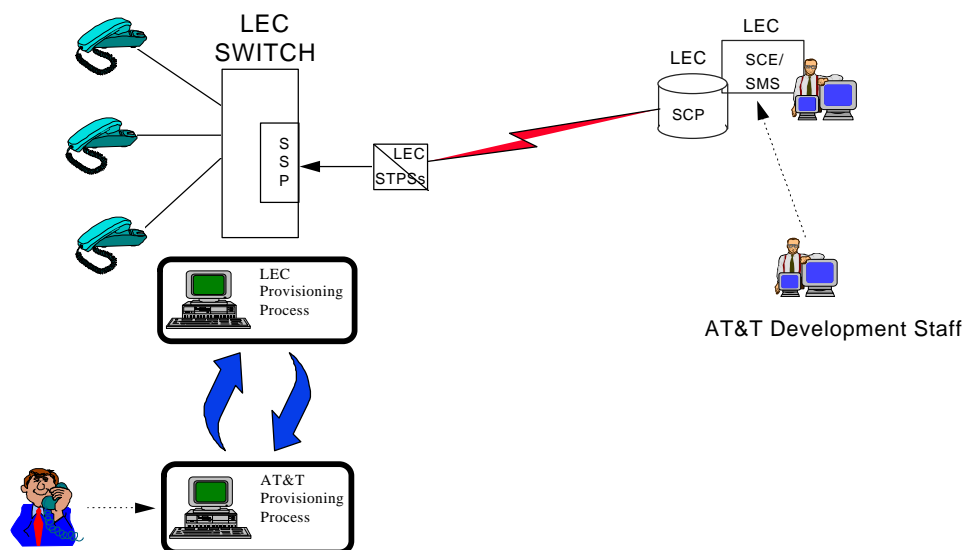 LEC
SWITCH
S
S
P
LEC
STPSs
LEC
SCP
LEC
SCE/
SMS
AT&T Development Staff
LEC
Provisioning
Process
AT&T
Provisioning
Process